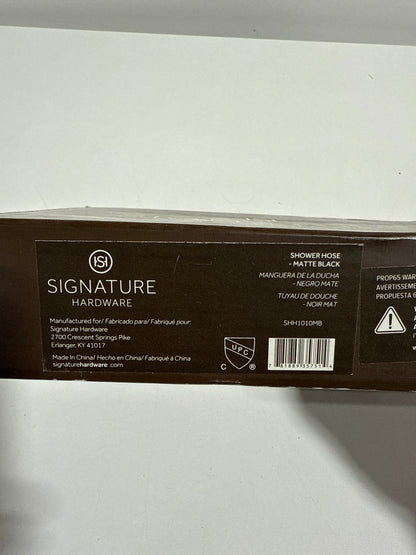 SIGNATURE
HARDWARE
Manufactured for/ Fabricado para/ Fabriqué pour:
Signature Hardware
2700 Crescent Springs Pike
Erlanger, KY 41017
Made In China/ Hecho en China/ Fabriqué à China
signaturehardware.com
SHOWER HOSE
- MATTE BLACK
MANGUERA DE LA DUCHA
- NEGRO MATE
TUYAU DE DOUCHE
- NOIR MAT
SHH1010MB
UPC
C ®
PROP65 WAR
AVERTISSEME
PROPUESTA 6